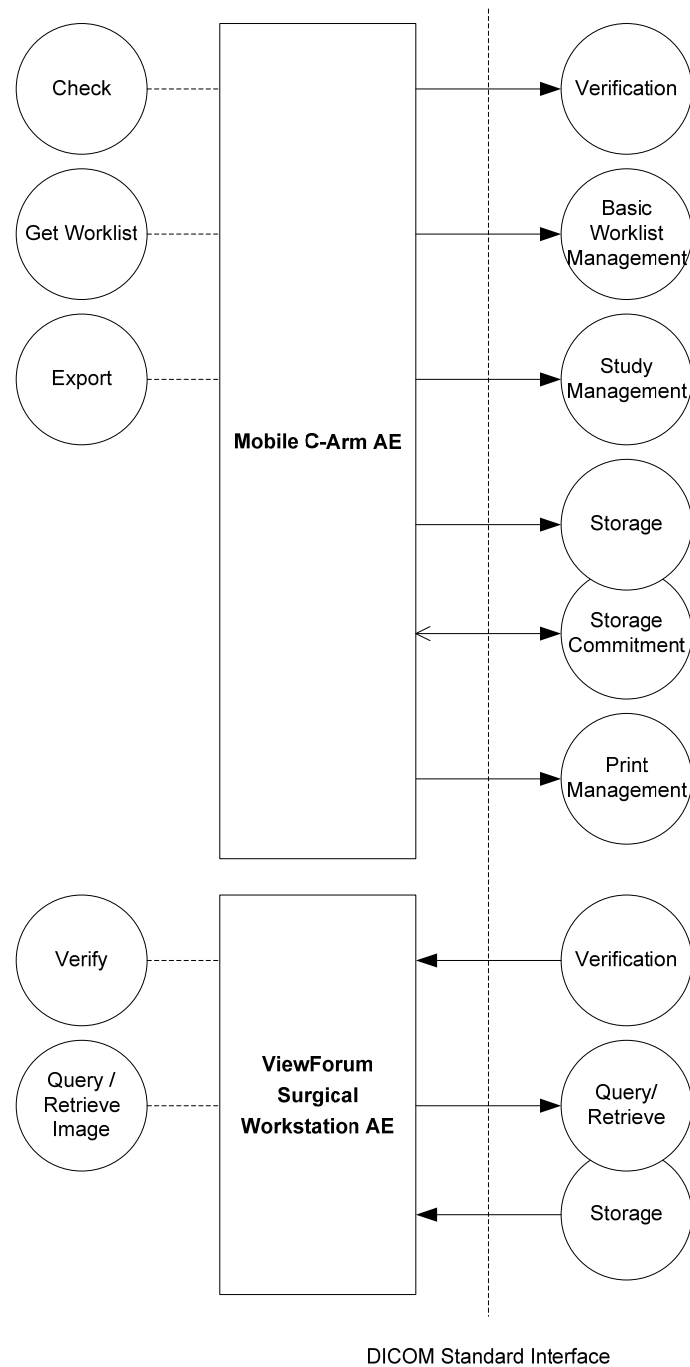 Check
Verification
Get Worklist
Basic
Worklist
Management
Export
Study
Management
Mobile C-Arm AE
Storage
Storage
Commitment
Print
Management
Verify
Verification
ViewForum
Surgical
Workstation AE
Query /
Retrieve
Image
Query/
Retrieve
Storage
DICOM Standard Interface